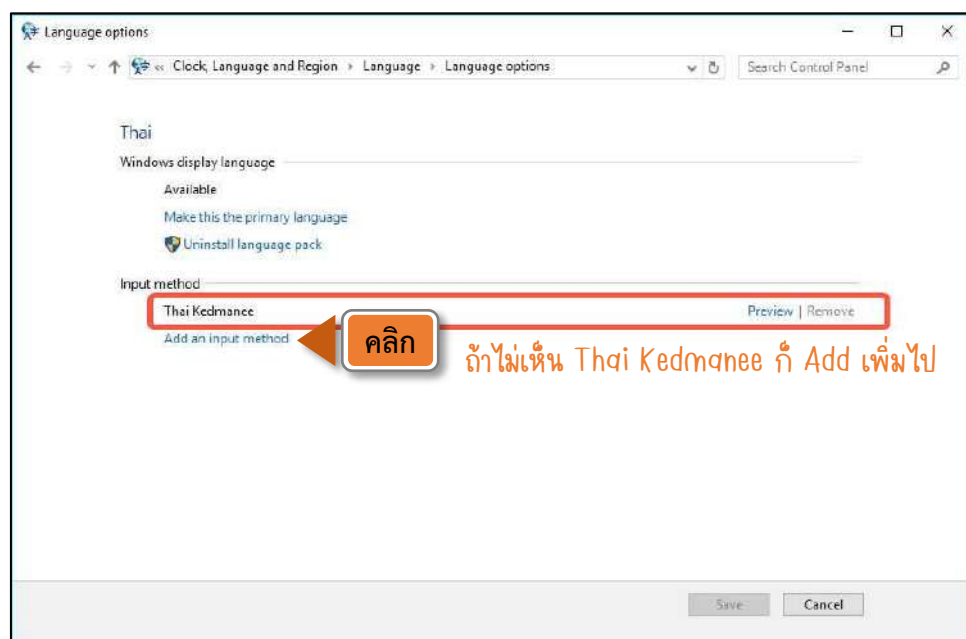 Language options
« Clock, Language and Region › Language › Language options
Search Control Panel
Thai
Windows display language
Available
Make this the primary language
Uninstall language pack
Input method
Thai Kedmanee
Preview | Remove
Add an input method
คลิก
ถ้าไม่เห็น Thai Kedmanee ก็ Add เพิ่มไป
Save
Cancel